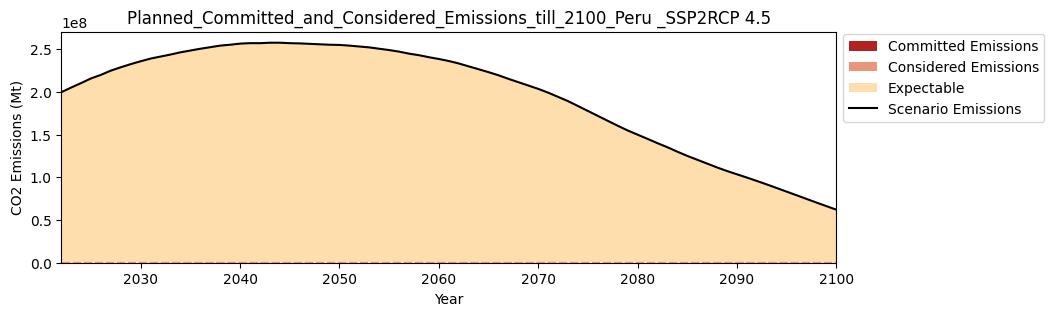 Planned_Committed_and_Considered_Emissions_till_2100_Peru _SSP2RCP 4.5
1e8
2.5
2.0
1.5
1.0
0.5
0.0
CO2 Emissions (Mt)
2030 2040 2050 2060 2070 2080 2090 2100
Year
Committed Emissions
Considered Emissions
Expectable
Scenario Emissions